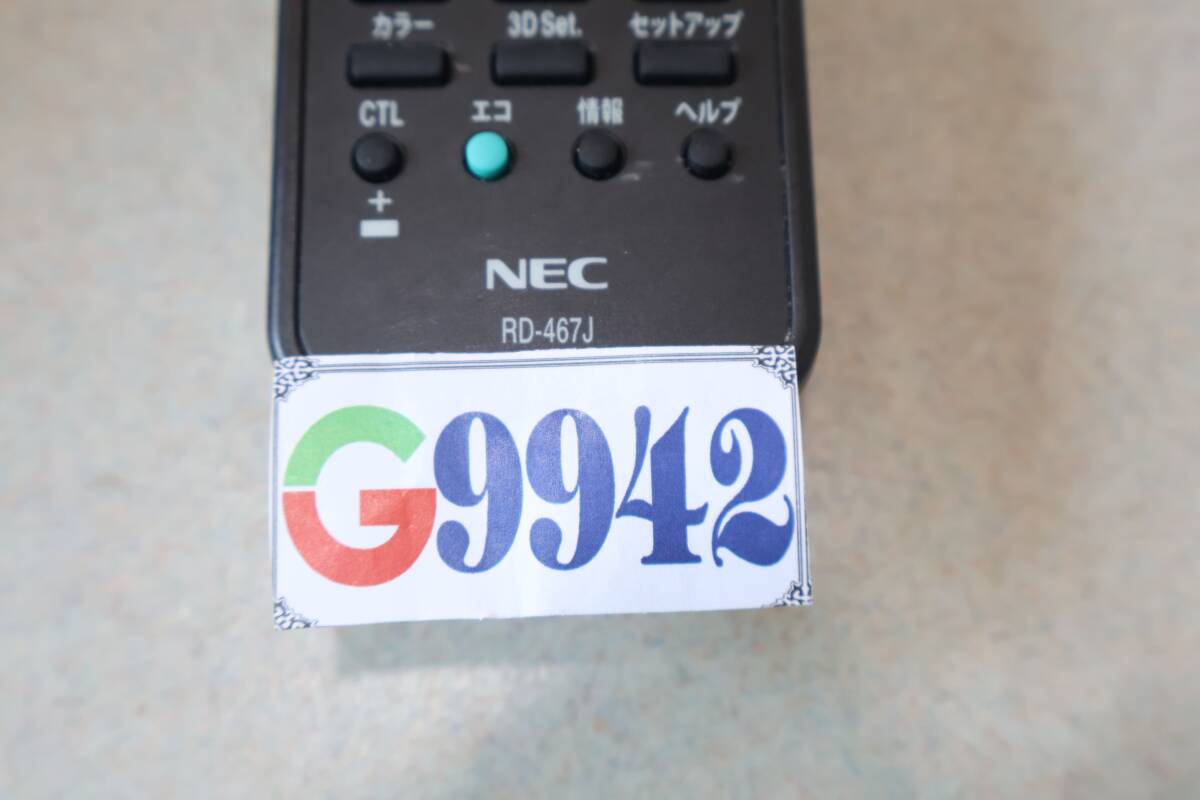 カラー 3D Set. セットアップ
CTL エコ 情報 ヘルプ
+
NEC
RD-467J
G9942